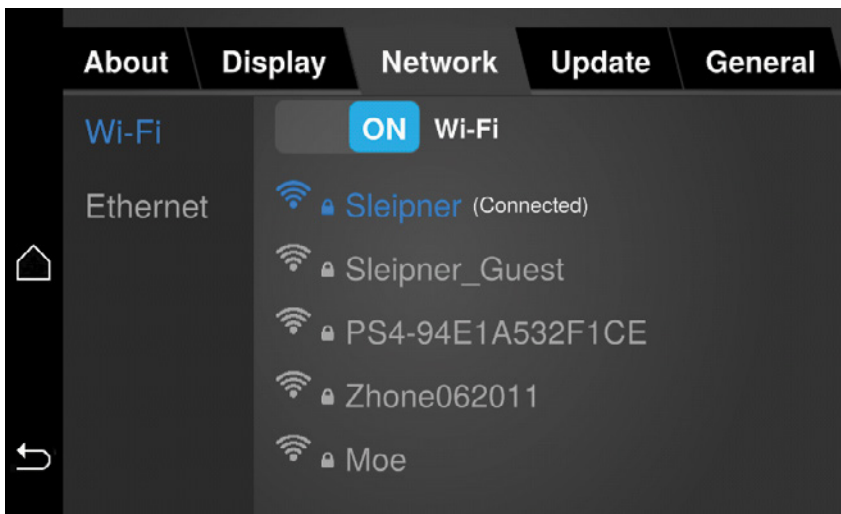 About Display Network Update General
Wi-Fi ON Wi-Fi
Ethernet Sleipner (Connected)
Sleipner_Guest
PS4-94E1A532F1CE
Zhone062011
Moe